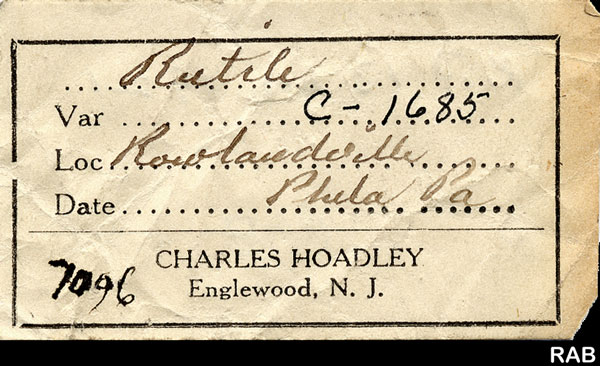 Rutile
Var C-1685
Loc Rowlandville
Date Phila Pa
CHARLES HOADLEY
7096 Englewood, N. J.
RAB